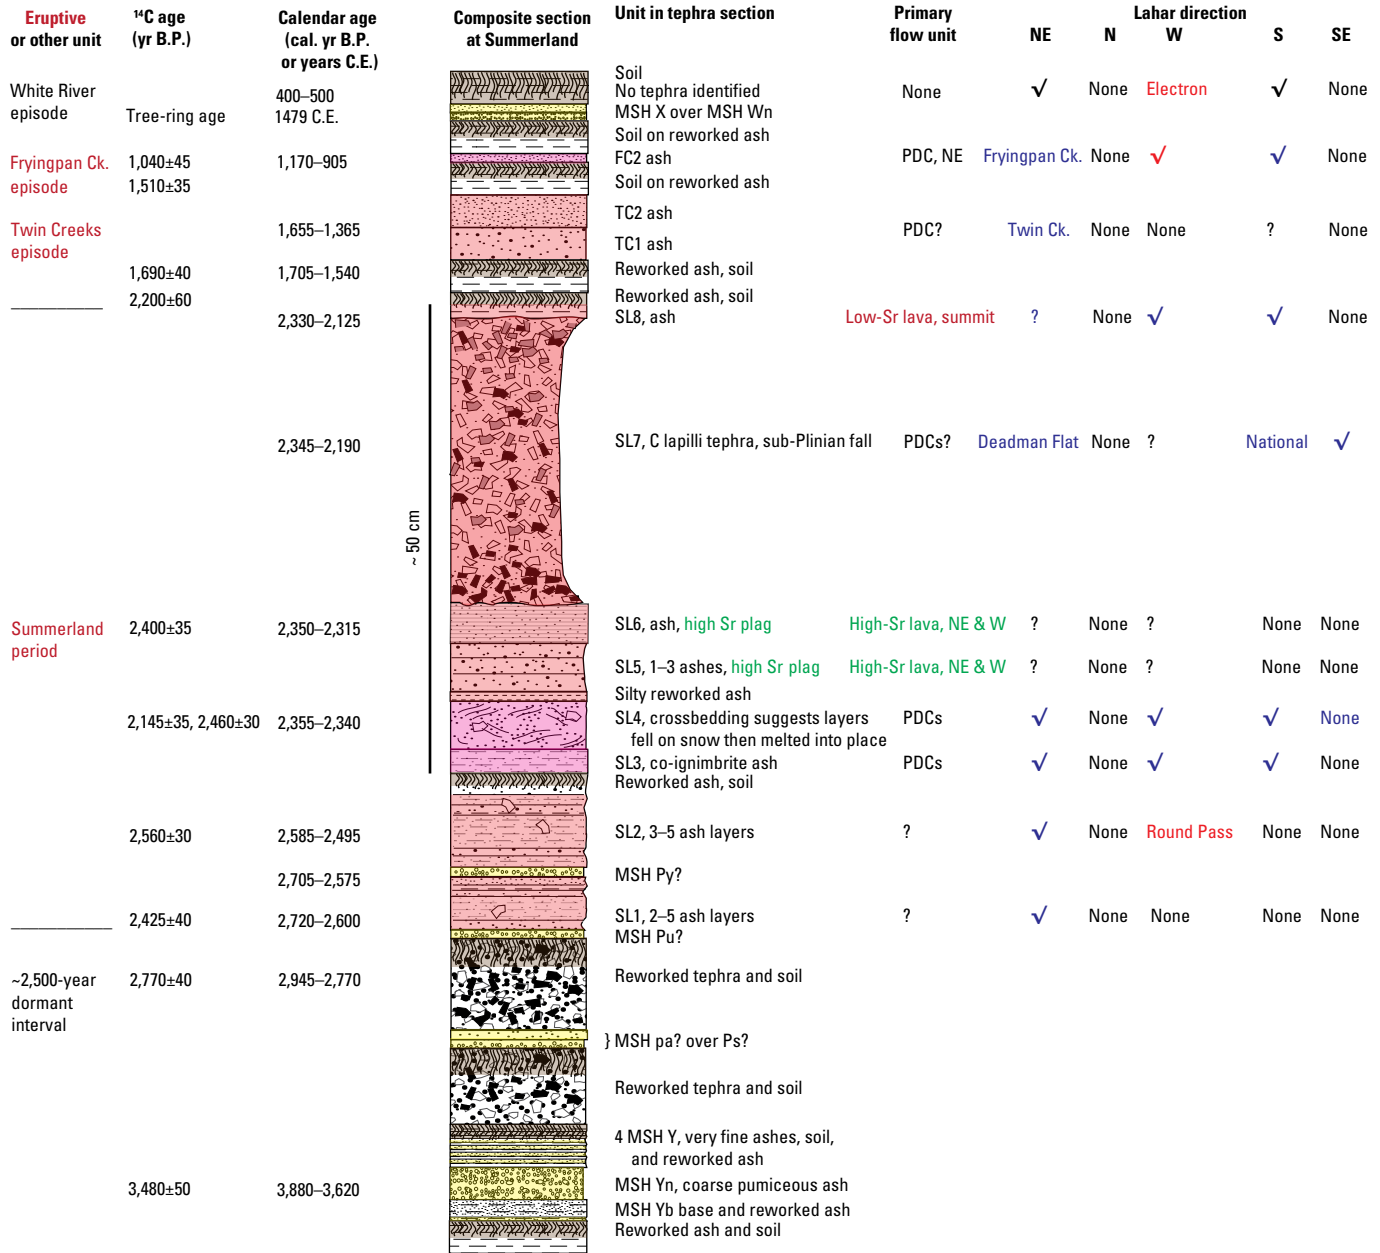 Eruptive or other unit
14C age (yr B.P.)
Calendar age (cal. yr B.P. or years C.E.)
Composite section at Summerland
Unit in tephra section
Primary flow unit
Lahar direction
NE N W S SE
White River episode
Tree-ring age
400–500
1479 C.E.
Soil
No tephra identified
MSH X over MSH Wn
None √ None Electron √ None
Soil on reworked ash
Fryingpan Ck. episode
1,040±45 1,170–905 FC2 ash PDC, NE Fryingpan Ck. None √ √ None
1,510±35 Soil on reworked ash
Twin Creeks episode
TC2 ash
1,655–1,365 PDC? Twin Ck. None None ? None
TC1 ash
1,690±40 1,705–1,540 Reworked ash, soil
2,200±60 Reworked ash, soil
2,330–2,125 SL8, ash Low-Sr lava, summit ? None √ √ None
2,345–2,190 SL7, C lapilli tephra, sub-Plinian fall PDCs? Deadman Flat None ? National √
~ 50 cm
Summerland period
2,400±35 2,350–2,315 SL6, ash, high Sr plag High-Sr lava, NE & W ? None ? None None
SL5, 1–3 ashes, high Sr plag High-Sr lava, NE & W ? None ? None None
Silty reworked ash
2,145±35, 2,460±30 2,355–2,340 SL4, crossbedding suggests layers PDCs √ None √ √ None
fell on snow then melted into place
SL3, co-ignimbrite ash PDCs √ None √ √ None
Reworked ash, soil
2,560±30 2,585–2,495 SL2, 3–5 ash layers ? √ None Round Pass None None
2,705–2,575 MSH Py?
2,425±40 2,720–2,600 SL1, 2–5 ash layers ? √ None None None None
MSH Pu?
~2,500-year dormant interval
2,770±40 2,945–2,770 Reworked tephra and soil
} MSH pa? over Ps?
Reworked tephra and soil
4 MSH Y, very fine ashes, soil,
and reworked ash
3,480±50 3,880–3,620 MSH Yn, coarse pumiceous ash
MSH Yb base and reworked ash
Reworked ash and soil